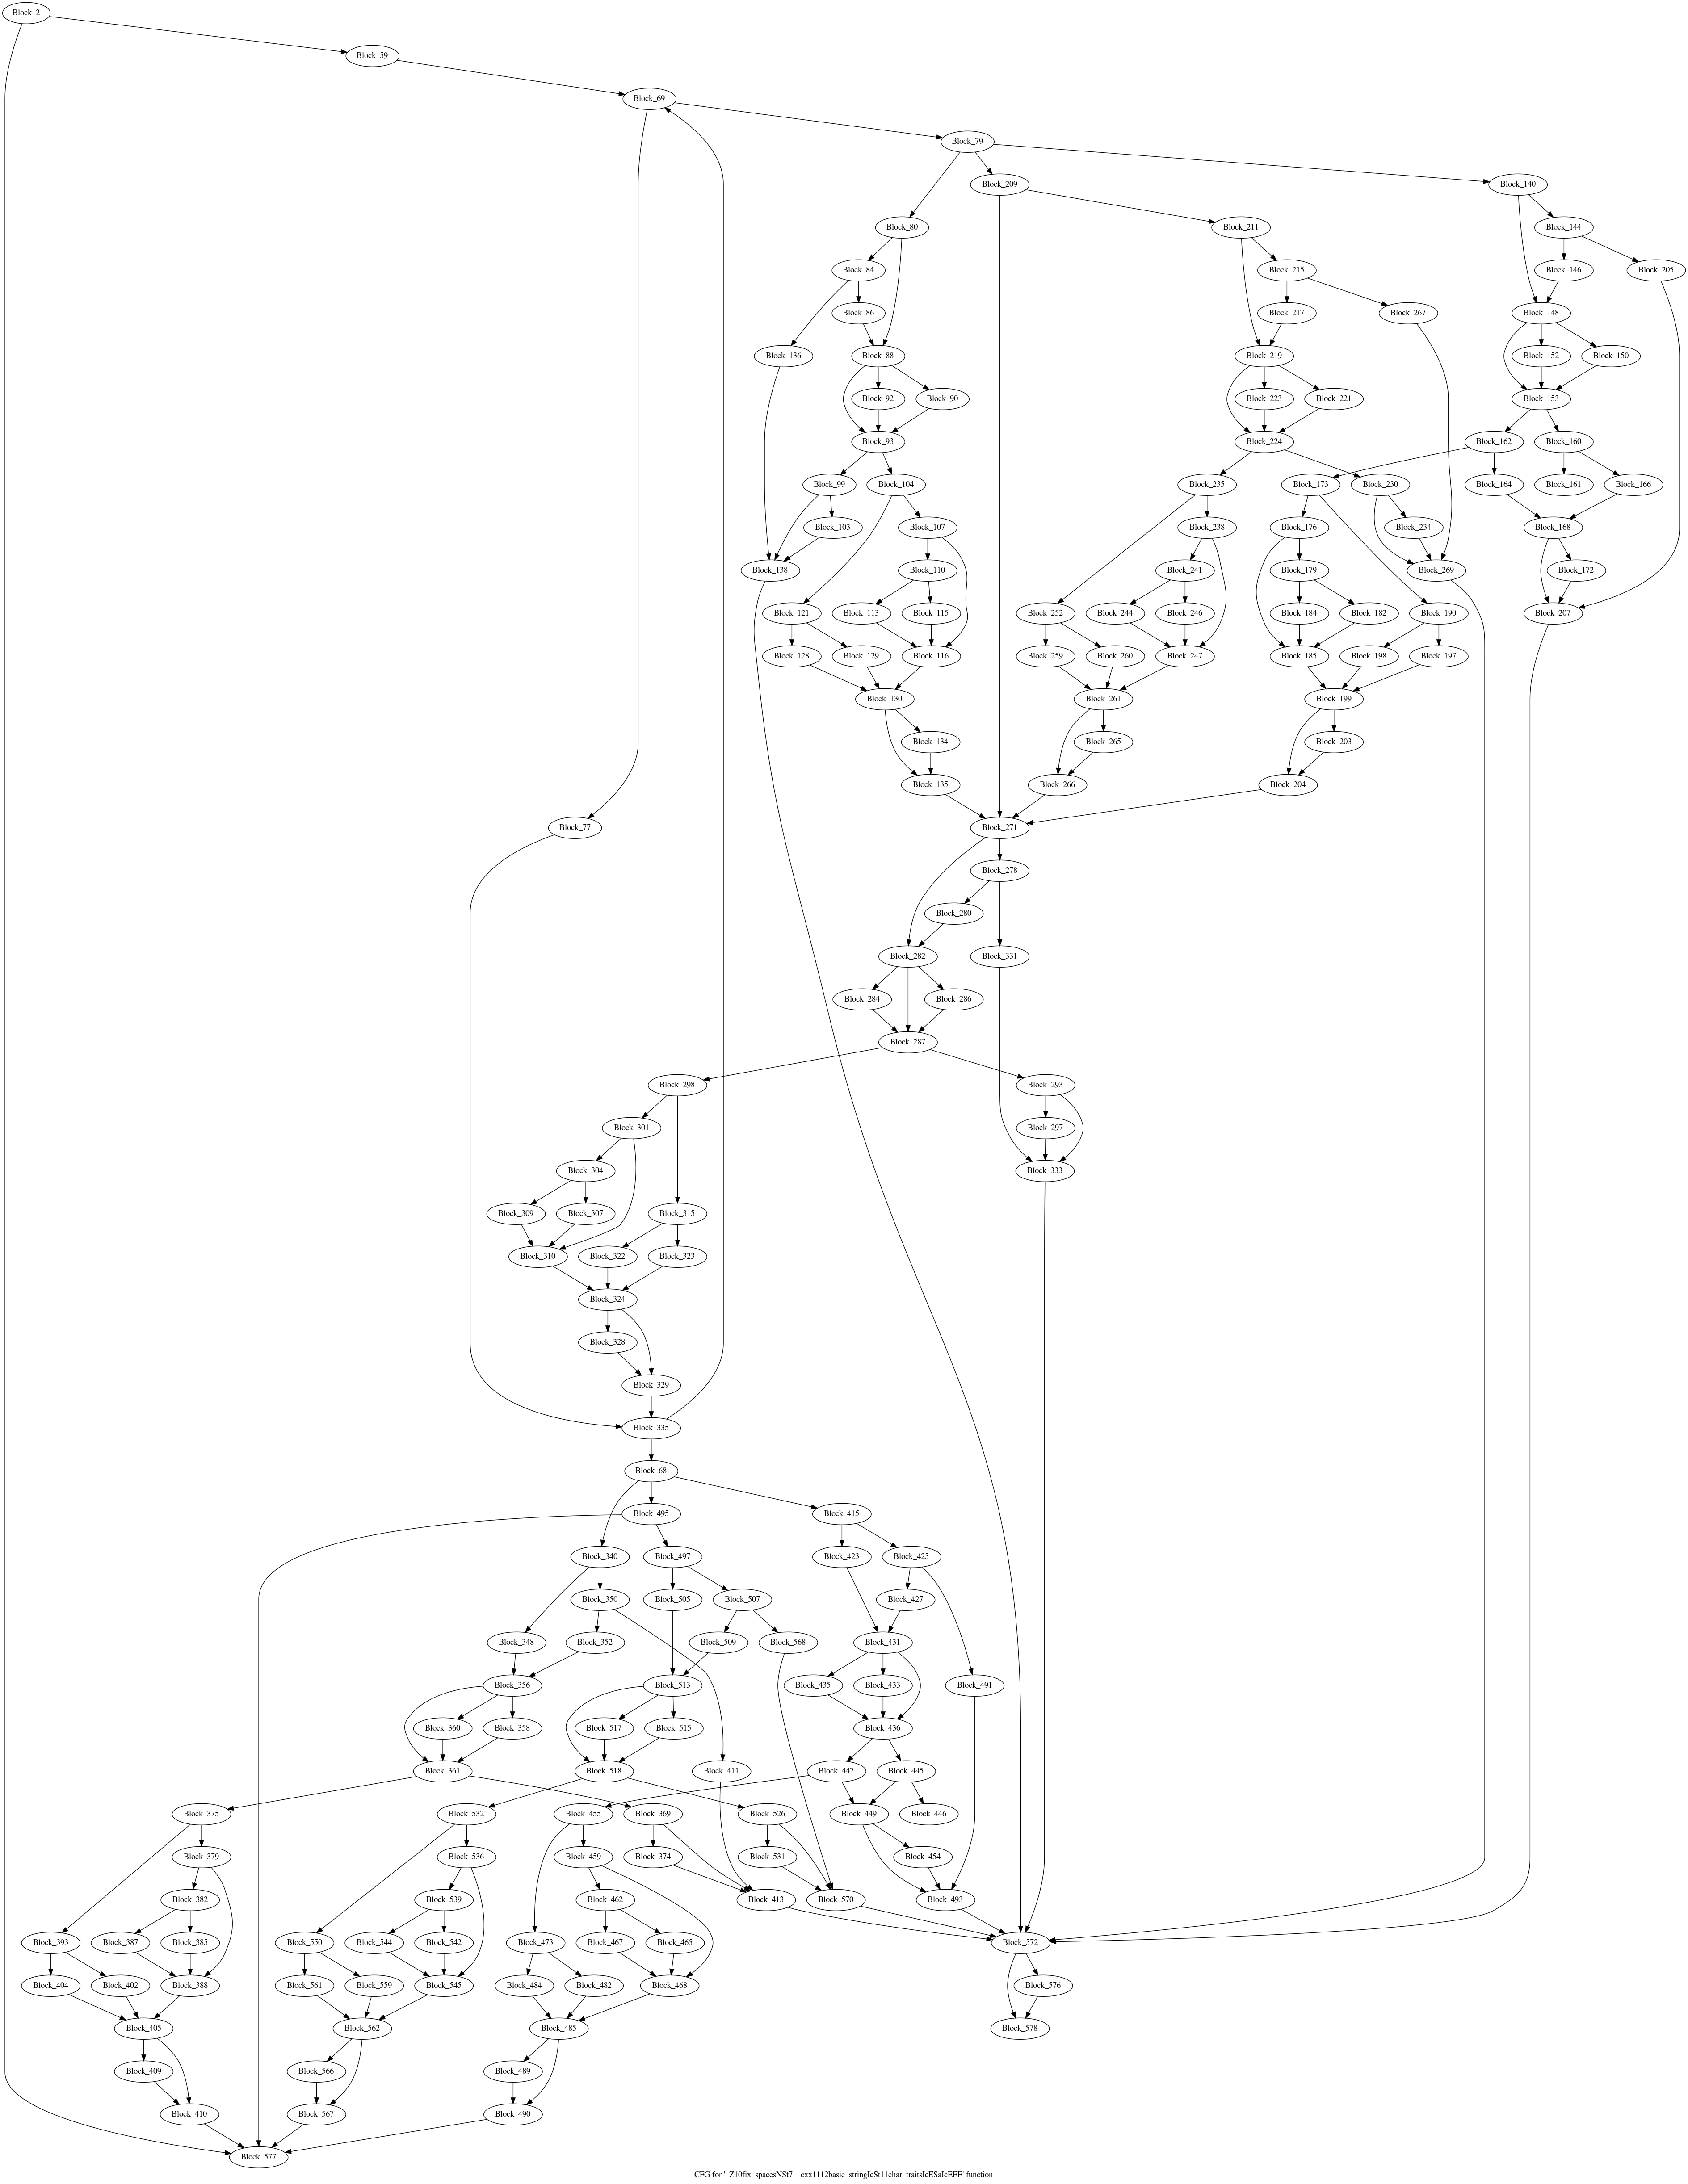 Block_2
Block_59
Block_69
Block_79
Block_209
Block_140
Block_80
Block_211
Block_144
Block_84
Block_215
Block_146
Block_205
Block_86
Block_217
Block_267
Block_148
Block_136
Block_88
Block_219
Block_152
Block_150
Block_92
Block_90
Block_223
Block_221
Block_153
Block_93
Block_224
Block_162
Block_160
Block_99
Block_104
Block_235
Block_173
Block_230
Block_164
Block_161
Block_166
Block_103
Block_107
Block_238
Block_176
Block_234
Block_168
Block_138
Block_110
Block_241
Block_179
Block_269
Block_172
Block_121
Block_113
Block_115
Block_252
Block_244
Block_246
Block_184
Block_182
Block_190
Block_207
Block_128
Block_129
Block_116
Block_259
Block_260
Block_247
Block_185
Block_198
Block_197
Block_130
Block_261
Block_199
Block_134
Block_265
Block_203
Block_135
Block_266
Block_204
Block_77
Block_271
Block_278
Block_280
Block_282
Block_331
Block_284
Block_286
Block_287
Block_298
Block_293
Block_301
Block_297
Block_304
Block_333
Block_309
Block_307
Block_315
Block_310
Block_322
Block_323
Block_324
Block_328
Block_329
Block_335
Block_68
Block_495
Block_415
Block_340
Block_497
Block_423
Block_425
Block_350
Block_505
Block_507
Block_427
Block_348
Block_352
Block_509
Block_568
Block_431
Block_356
Block_513
Block_435
Block_433
Block_491
Block_360
Block_358
Block_517
Block_515
Block_436
Block_361
Block_518
Block_411
Block_447
Block_445
Block_375
Block_532
Block_455
Block_369
Block_526
Block_449
Block_446
Block_379
Block_536
Block_459
Block_374
Block_531
Block_454
Block_382
Block_539
Block_462
Block_413
Block_570
Block_493
Block_393
Block_387
Block_385
Block_550
Block_544
Block_542
Block_473
Block_467
Block_465
Block_572
Block_404
Block_402
Block_388
Block_561
Block_559
Block_545
Block_484
Block_482
Block_468
Block_576
Block_405
Block_562
Block_485
Block_578
Block_409
Block_566
Block_489
Block_410
Block_567
Block_490
Block_577
CFG for '_Z10fix_spacesNSt7__cxx1112basic_stringIcSt11char_traitsIcESaIcEEE' function